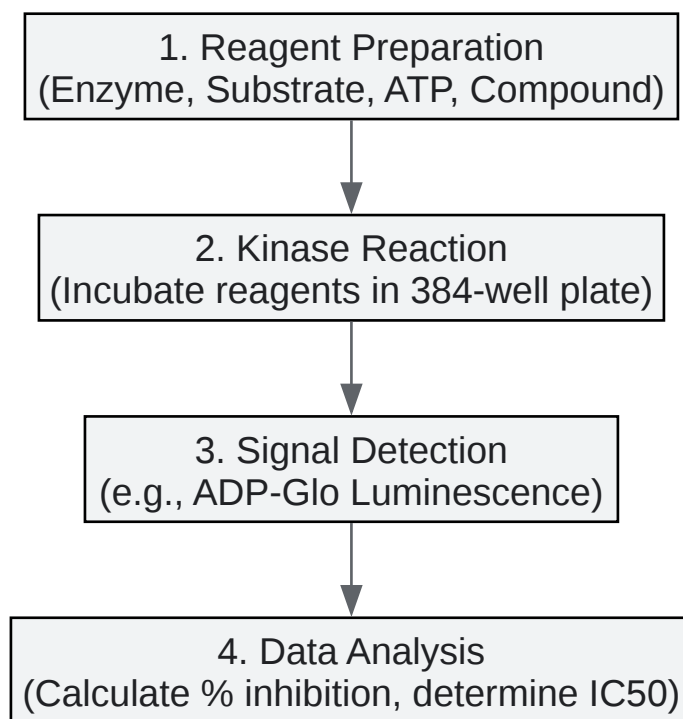 1. Reagent Preparation
(Enzyme, Substrate, ATP, Compound)
2. Kinase Reaction
(Incubate reagents in 384-well plate)
3. Signal Detection
(e.g., ADP-Glo Luminescence)
4. Data Analysis
(Calculate % inhibition, determine IC50)